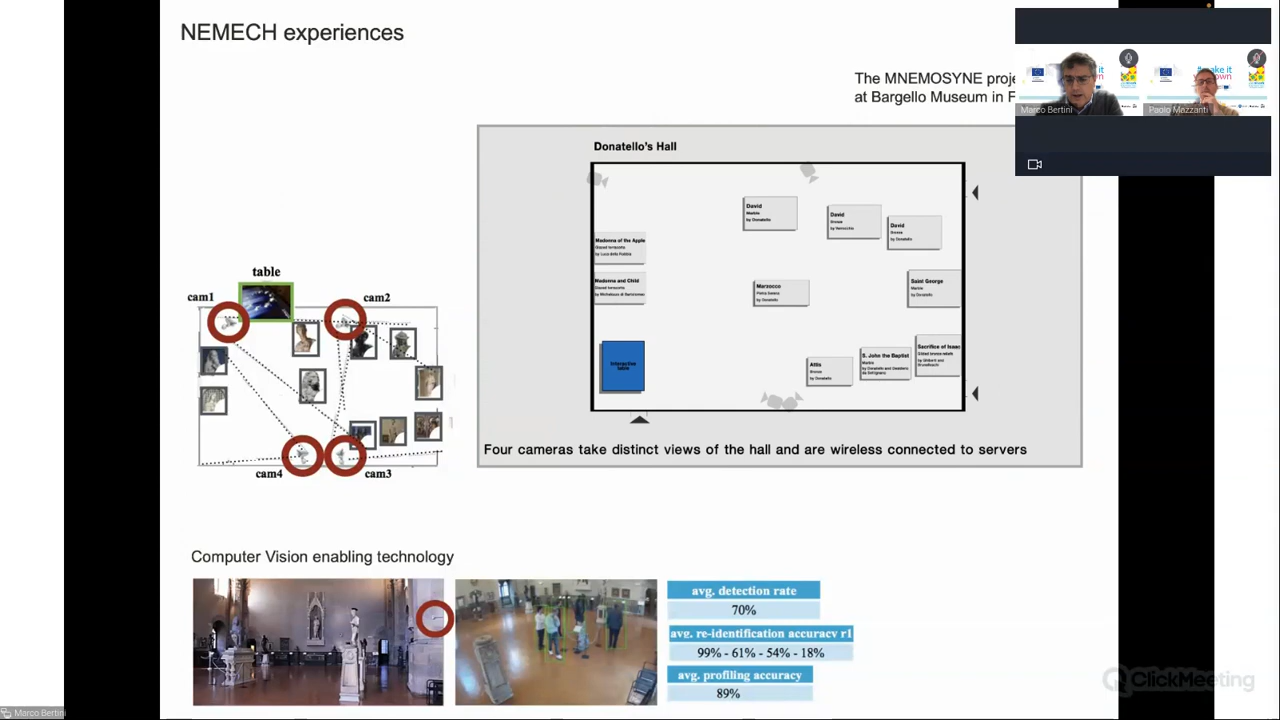 NEMECH experiences
The MNEMOSYNE proje
at Bargello Museum in F
Marco Bertini
Paolo Mazzanti
Donatello's Hall
David
Marble
by Donatello
David
Bronze
by Verrocchio
David
Bronze
by Donatello
Madonna of the Apple
Glazed terracotta
by Luca della Robbia
Madonna and Child
Glazed terracotta
by Michelozzo di Bartolomeo
Marzocco
Pietra Serena
by Donatello
Saint George
Marble
by Donatello
Interactive
table
Attis
Bronze
by Donatello
S. John the Baptist
Marble
by Donatello and Desiderio
da Settignano
Sacrifice of Isaac
Gilded bronze reliefs
by Ghiberti and
Brunelleschi
Four cameras take distinct views of the hall and are wireless connected to servers
table
cam1
cam2
cam4
cam3
Computer Vision enabling technology
avg. detection rate
70%
avg. re-identification accuracy r1
99% - 61% - 54% - 18%
avg. profiling accuracy
89%
ClickMeeting
Marco Bertini